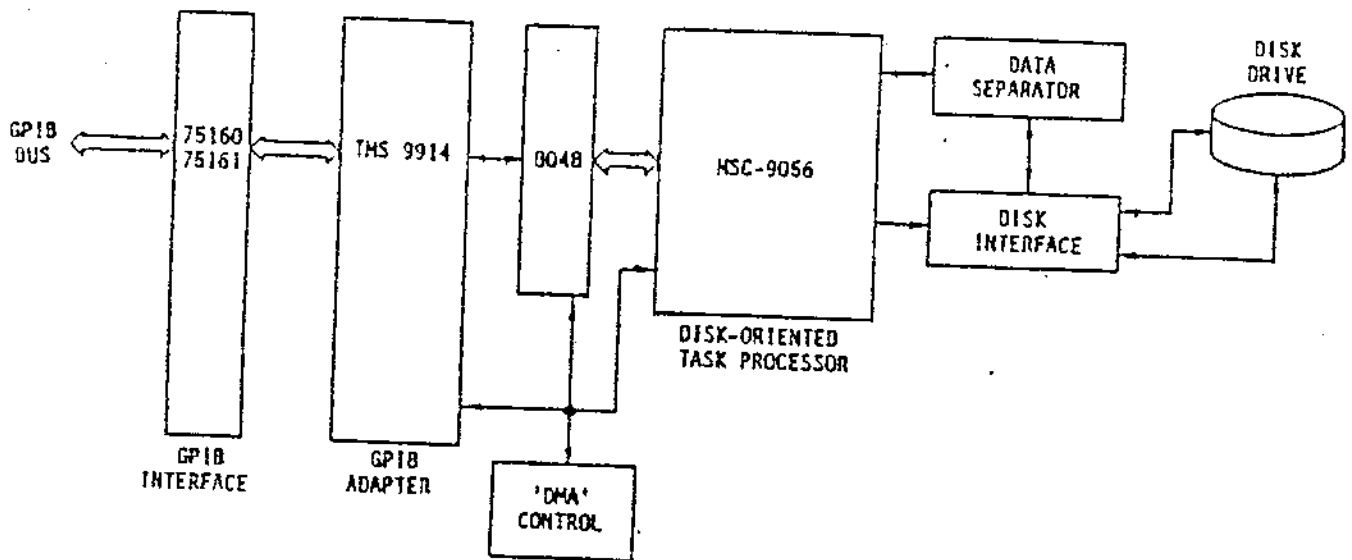 GPIB
BUS
75160
75161
GPIB
INTERFACE
TMS 9914
GPIB
ADAPTER
8048
'DMA'
CONTROL
MSC-9056
DISK-ORIENTED
TASK PROCESSOR
DATA
SEPARATOR
DISK
INTERFACE
DISK
DRIVE